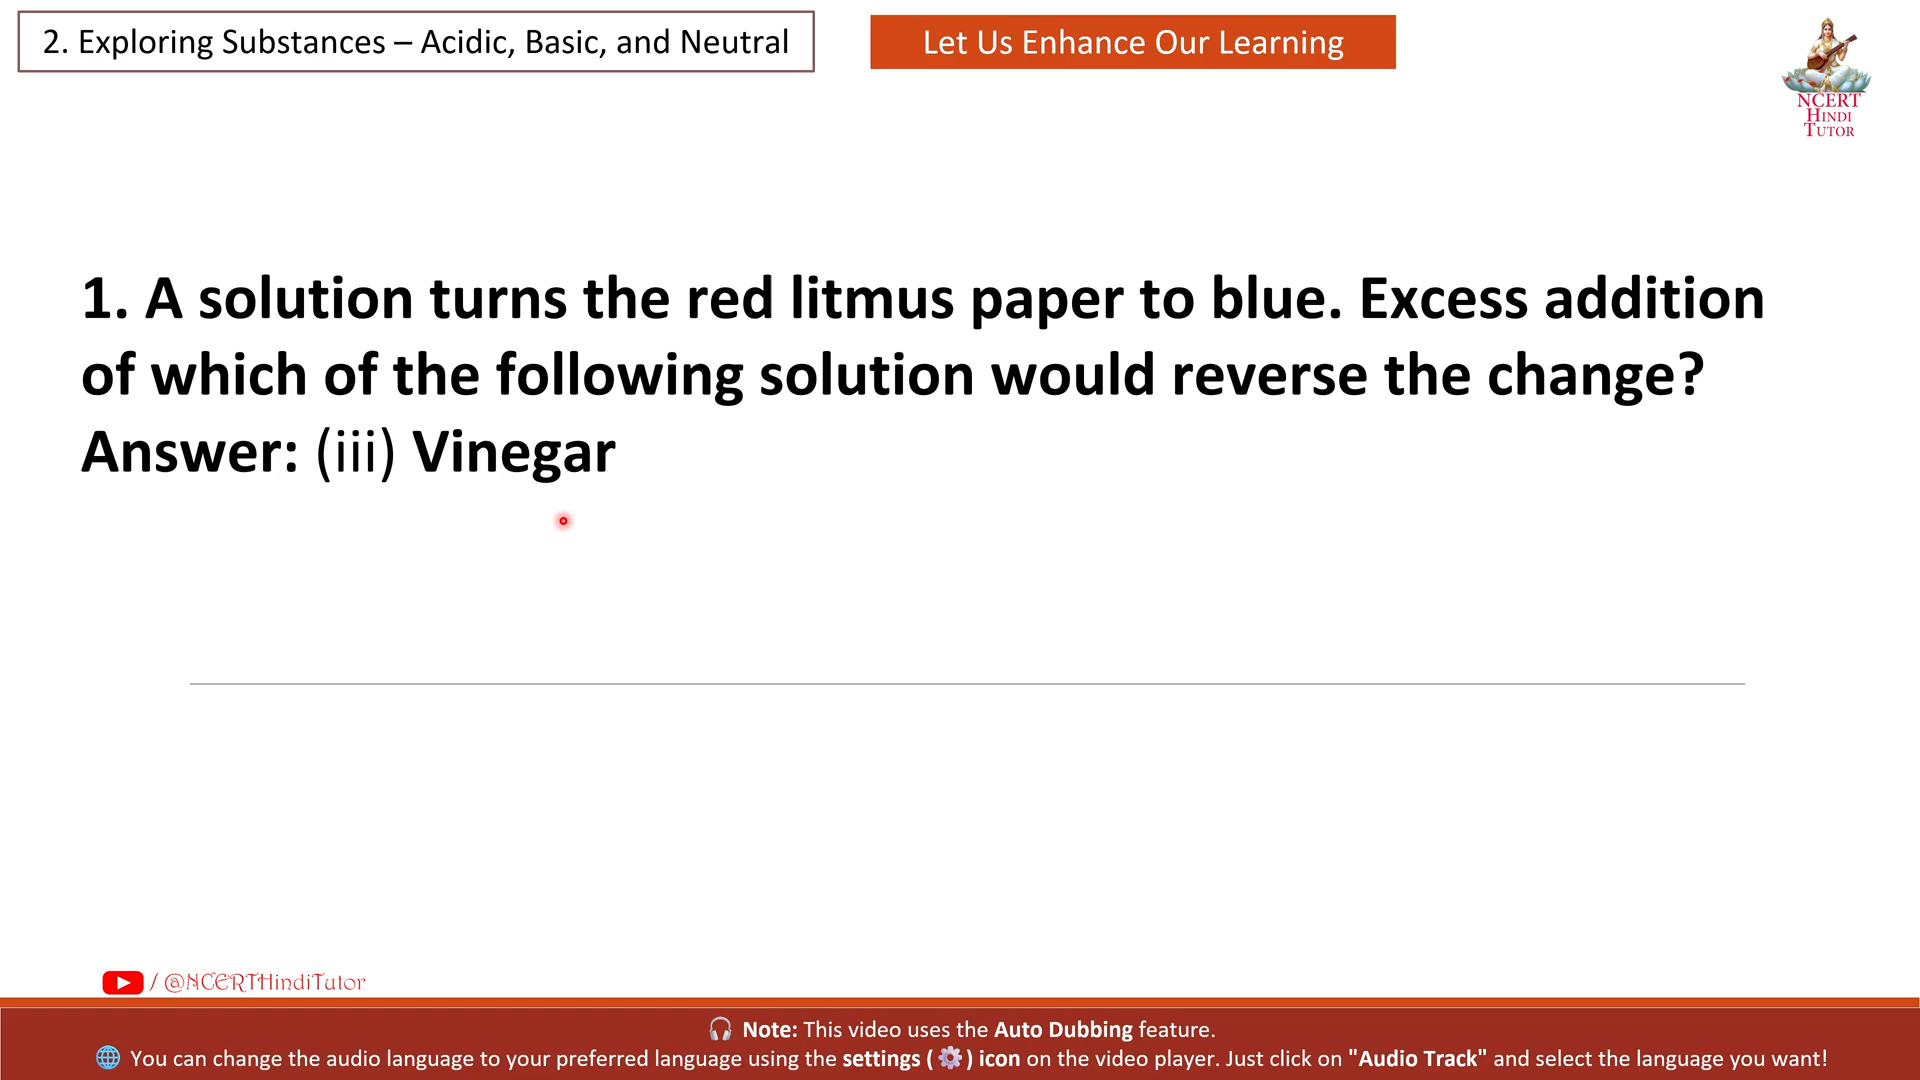 2. Exploring Substances – Acidic, Basic, and Neutral
Let Us Enhance Our Learning
NCERT
HINDI
TUTOR
1. A solution turns the red litmus paper to blue. Excess addition
of which of the following solution would reverse the change?
Answer: (iii) Vinegar
/ @NCERTHindiTutor
Note: This video uses the Auto Dubbing feature.
You can change the audio language to your preferred language using the settings ( ⚙ ) icon on the video player. Just click on "Audio Track" and select the language you want!